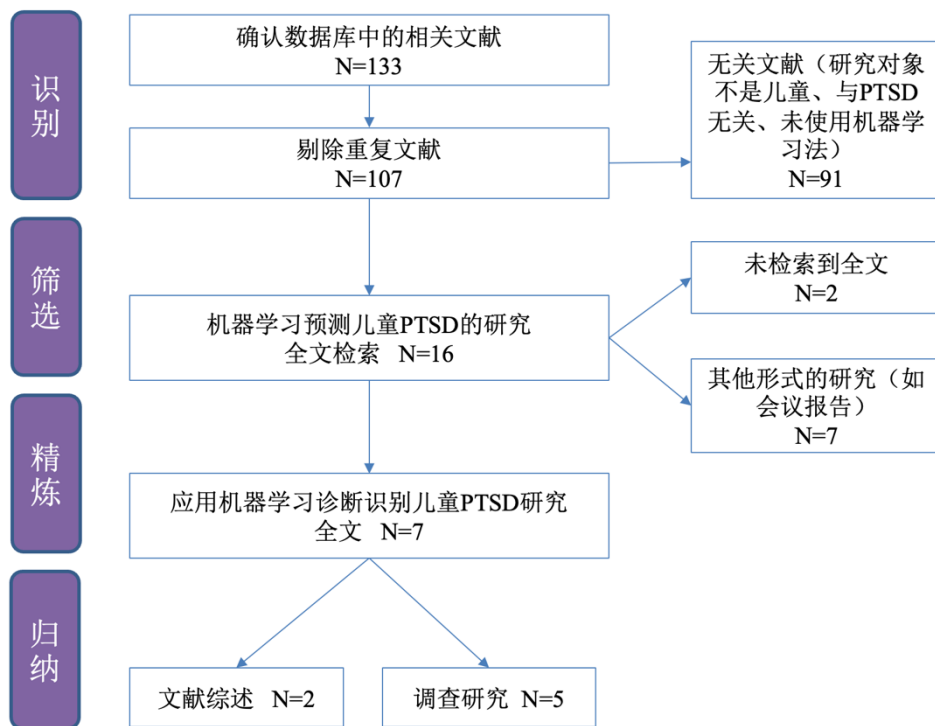 识别
确认数据库中的相关文献
N=133
剔除重复文献
N=107
无关文献（研究对象
不是儿童、与PTSD
无关、未使用机器学
习法）
N=91
筛选
机器学习预测儿童PTSD的研究
全文检索 N=16
未检索到全文
N=2
其他形式的研究（如
会议报告）
N=7
精炼
应用机器学习诊断识别儿童PTSD研究
全文 N=7
归纳
文献综述 N=2
调查研究 N=5